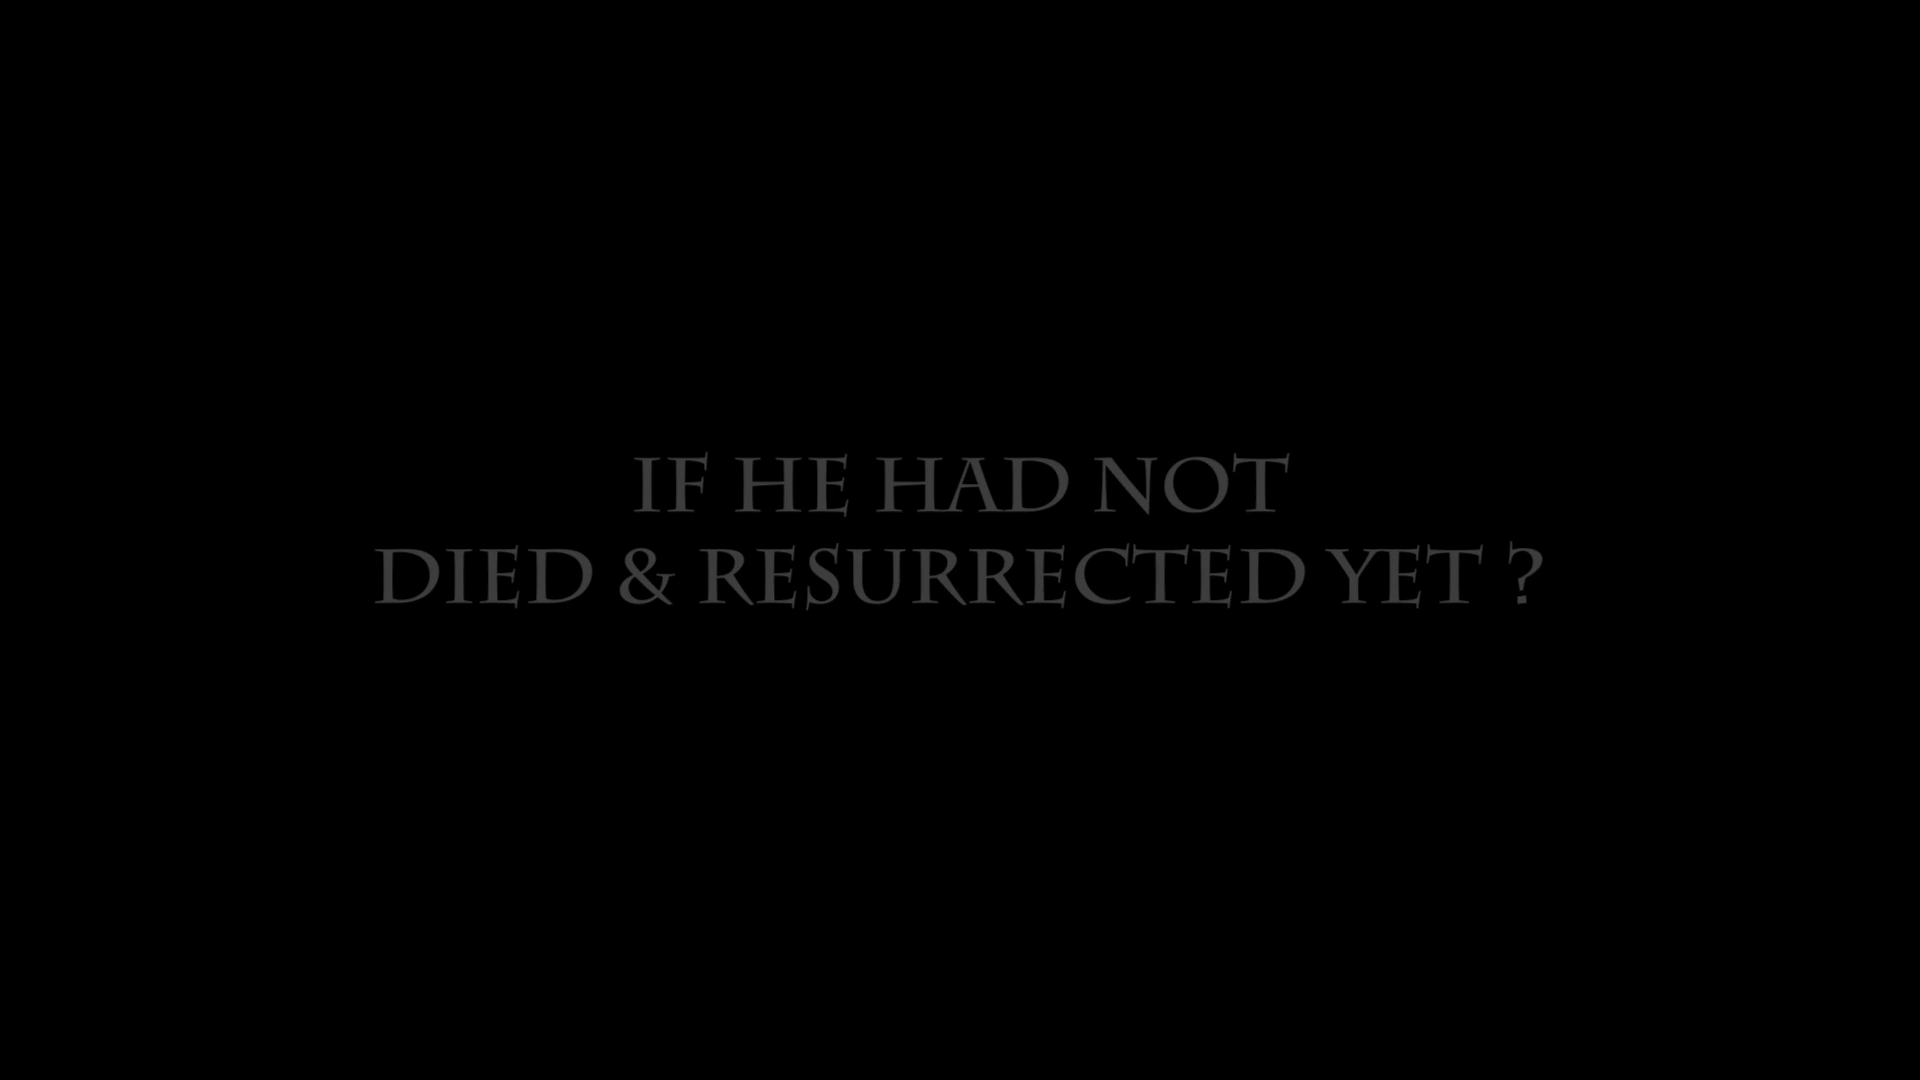 IF HE HAD NOT
DIED & RESURRECTED YET ?